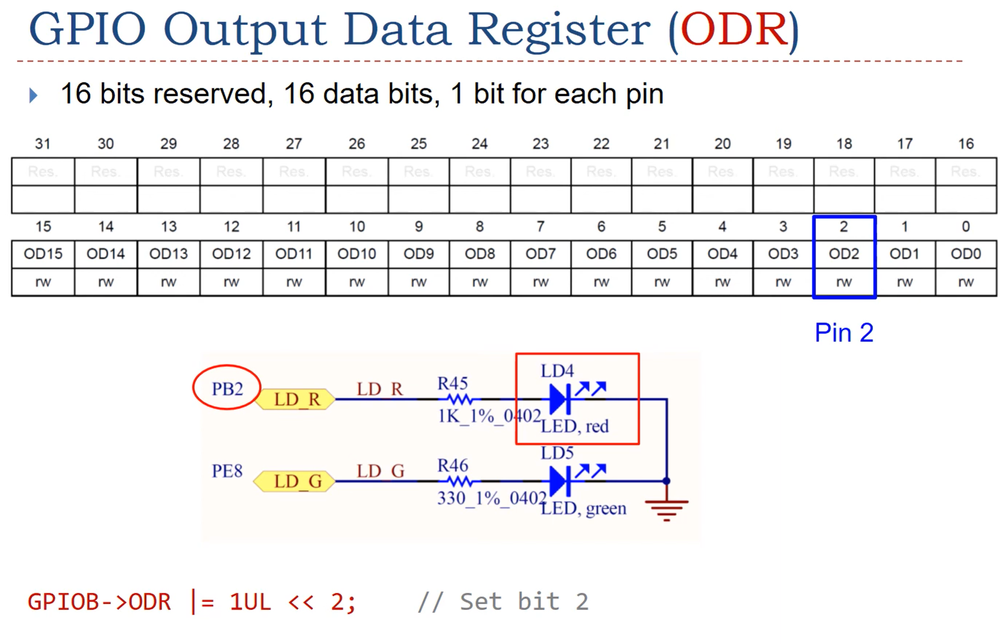 GPIO Output Data Register (ODR)
16 bits reserved, 16 data bits, 1 bit for each pin
31 30 29 28 27 26 25 24 23 22 21 20 19 18 17 16
Res. Res. Res. Res. Res. Res. Res. Res. Res. Res. Res. Res. Res. Res. Res. Res.
15 14 13 12 11 10 9 8 7 6 5 4 3 2 1 0
OD15 OD14 OD13 OD12 OD11 OD10 OD9 OD8 OD7 OD6 OD5 OD4 OD3 OD2 OD1 OD0
rw rw rw rw rw rw rw rw rw rw rw rw rw rw rw rw
Pin 2
LD4
PB2 LD_R LD_R R45
1K_1%_0402
LED, red
LD5
PE8 LD_G LD_G R46
330_1%_0402
LED, green
GPIOB->ODR |= 1UL << 2; // Set bit 2